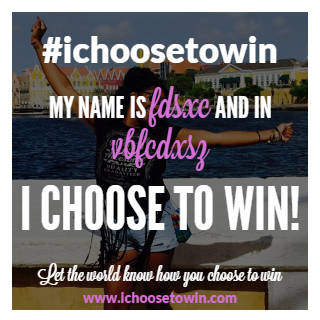 #ichoosetowin
MY NAME IS fdsxc AND IN
vbfcdxsz
I CHOOSE TO WIN!
Let the world know how you choose to win
www.IchoosetowIn.com